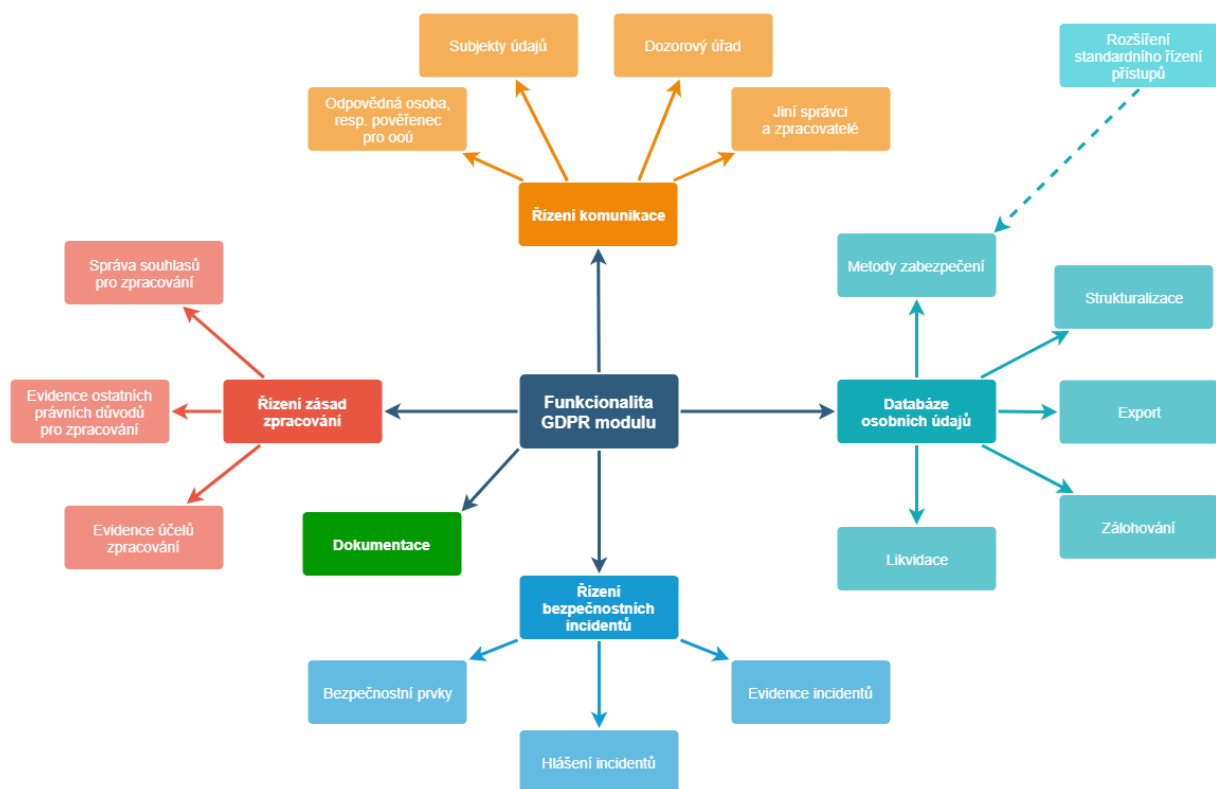 Subjekty údajů
Dozorový úřad
Rozšíření
standardního řízení
přístupů
Odpovědná osoba,
resp. pověřenec
pro ooú
Jiní správci
a zpracovatelé
Řízení komunikace
Správa souhlasů
pro zpracování
Metody zabezpečení
Strukturalizace
Evidence ostatních
právních důvodů
pro zpracování
Řízení zásad
zpracování
Funkcionalita
GDPR modulu
Databáze
osobních údajů
Export
Evidence účelů
zpracování
Dokumentace
Likvidace
Zálohování
Řízení
bezpečnostních
incidentů
Bezpečnostní prvky
Evidence incidentů
Hlášení incidentů